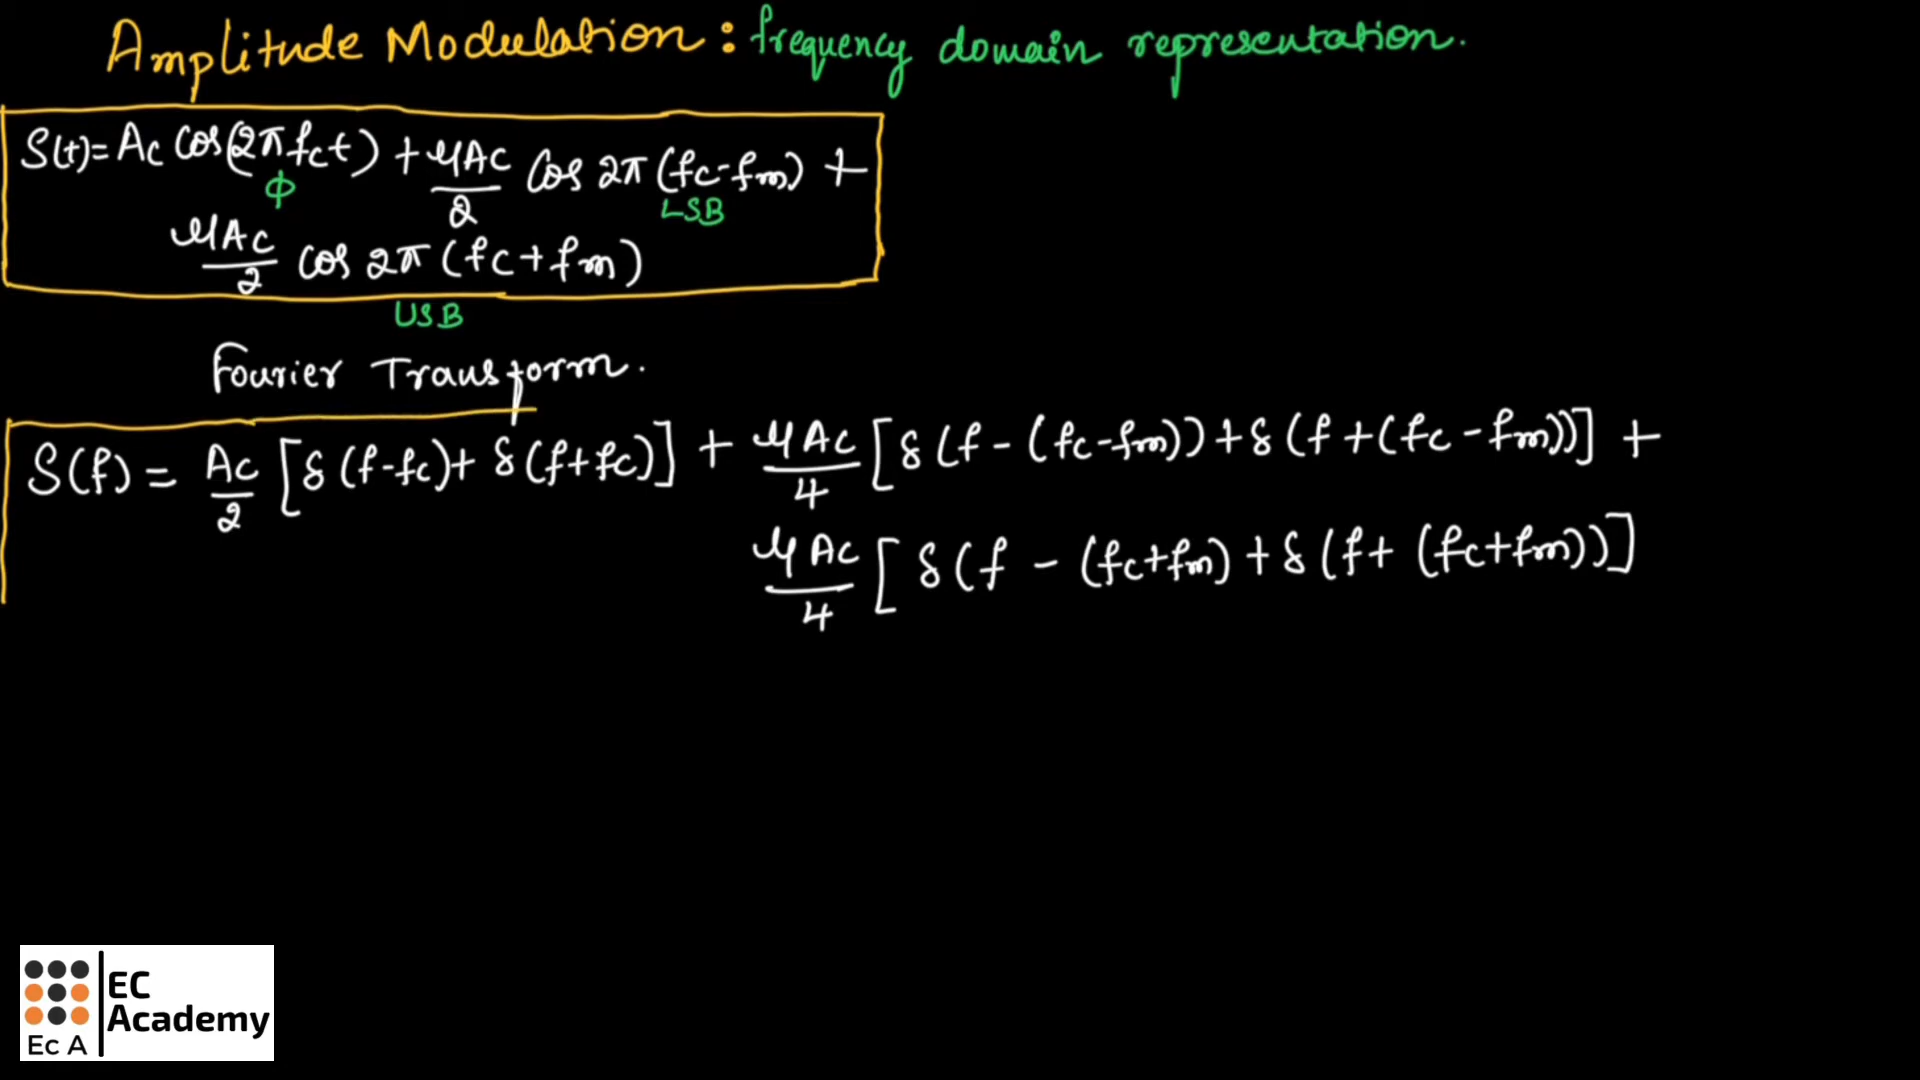 Amplitude Modulation: frequency domain representation.
S(t)= Ac cos(2πfct) + μAc/2 cos 2π (fc-fm) +
ϕ
LSB
μAc/2 cos 2π (fc+fm)
USB
Fourier Transform.
S(f) = Ac/2 [δ (f-fc)+ δ (f+fc)] + μAc/4 [δ (f - (fc-fm))+δ (f +(fc -fm))] +
μAc/4 [ δ (f - (fc+fm) + δ (f+ (fc+fm))]
EC
Academy
Ec A